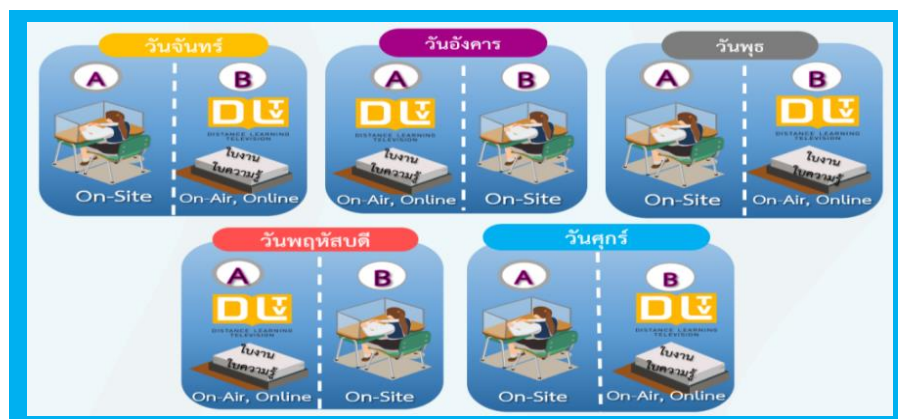 วันจันทร์
A
B
DLTV
DISTANCE LEARNING
TELEVISION
ใบงาน
ใบความรู้
On-Site
On-Air, Online
วันอังคาร
A
B
DLTV
DISTANCE LEARNING
TELEVISION
ใบงาน
ใบความรู้
On-Air, Online
On-Site
วันพุธ
A
B
DLTV
DISTANCE LEARNING
TELEVISION
ใบงาน
ใบความรู้
On-Site
On-Air, Online
วันพฤหัสบดี
A
B
DLTV
DISTANCE LEARNING
TELEVISION
ใบงาน
ใบความรู้
On-Air, Online
On-Site
วันศุกร์
A
B
DLTV
DISTANCE LEARNING
TELEVISION
ใบงาน
ใบความรู้
On-Site
On-Air, Online